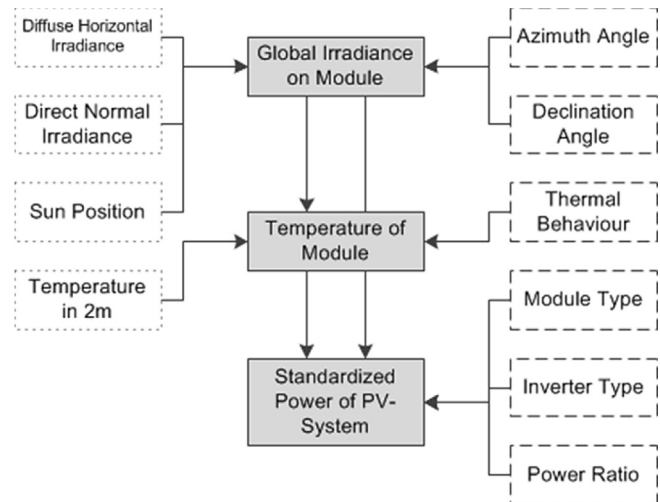 Diffuse Horizontal
Irradiance
Direct Normal
Irradiance
Sun Position
Temperature
in 2m
Global Irradiance
on Module
Temperature of
Module
Standardized
Power of PV-
System
Azimuth Angle
Declination
Angle
Thermal
Behaviour
Module Type
Inverter Type
Power Ratio